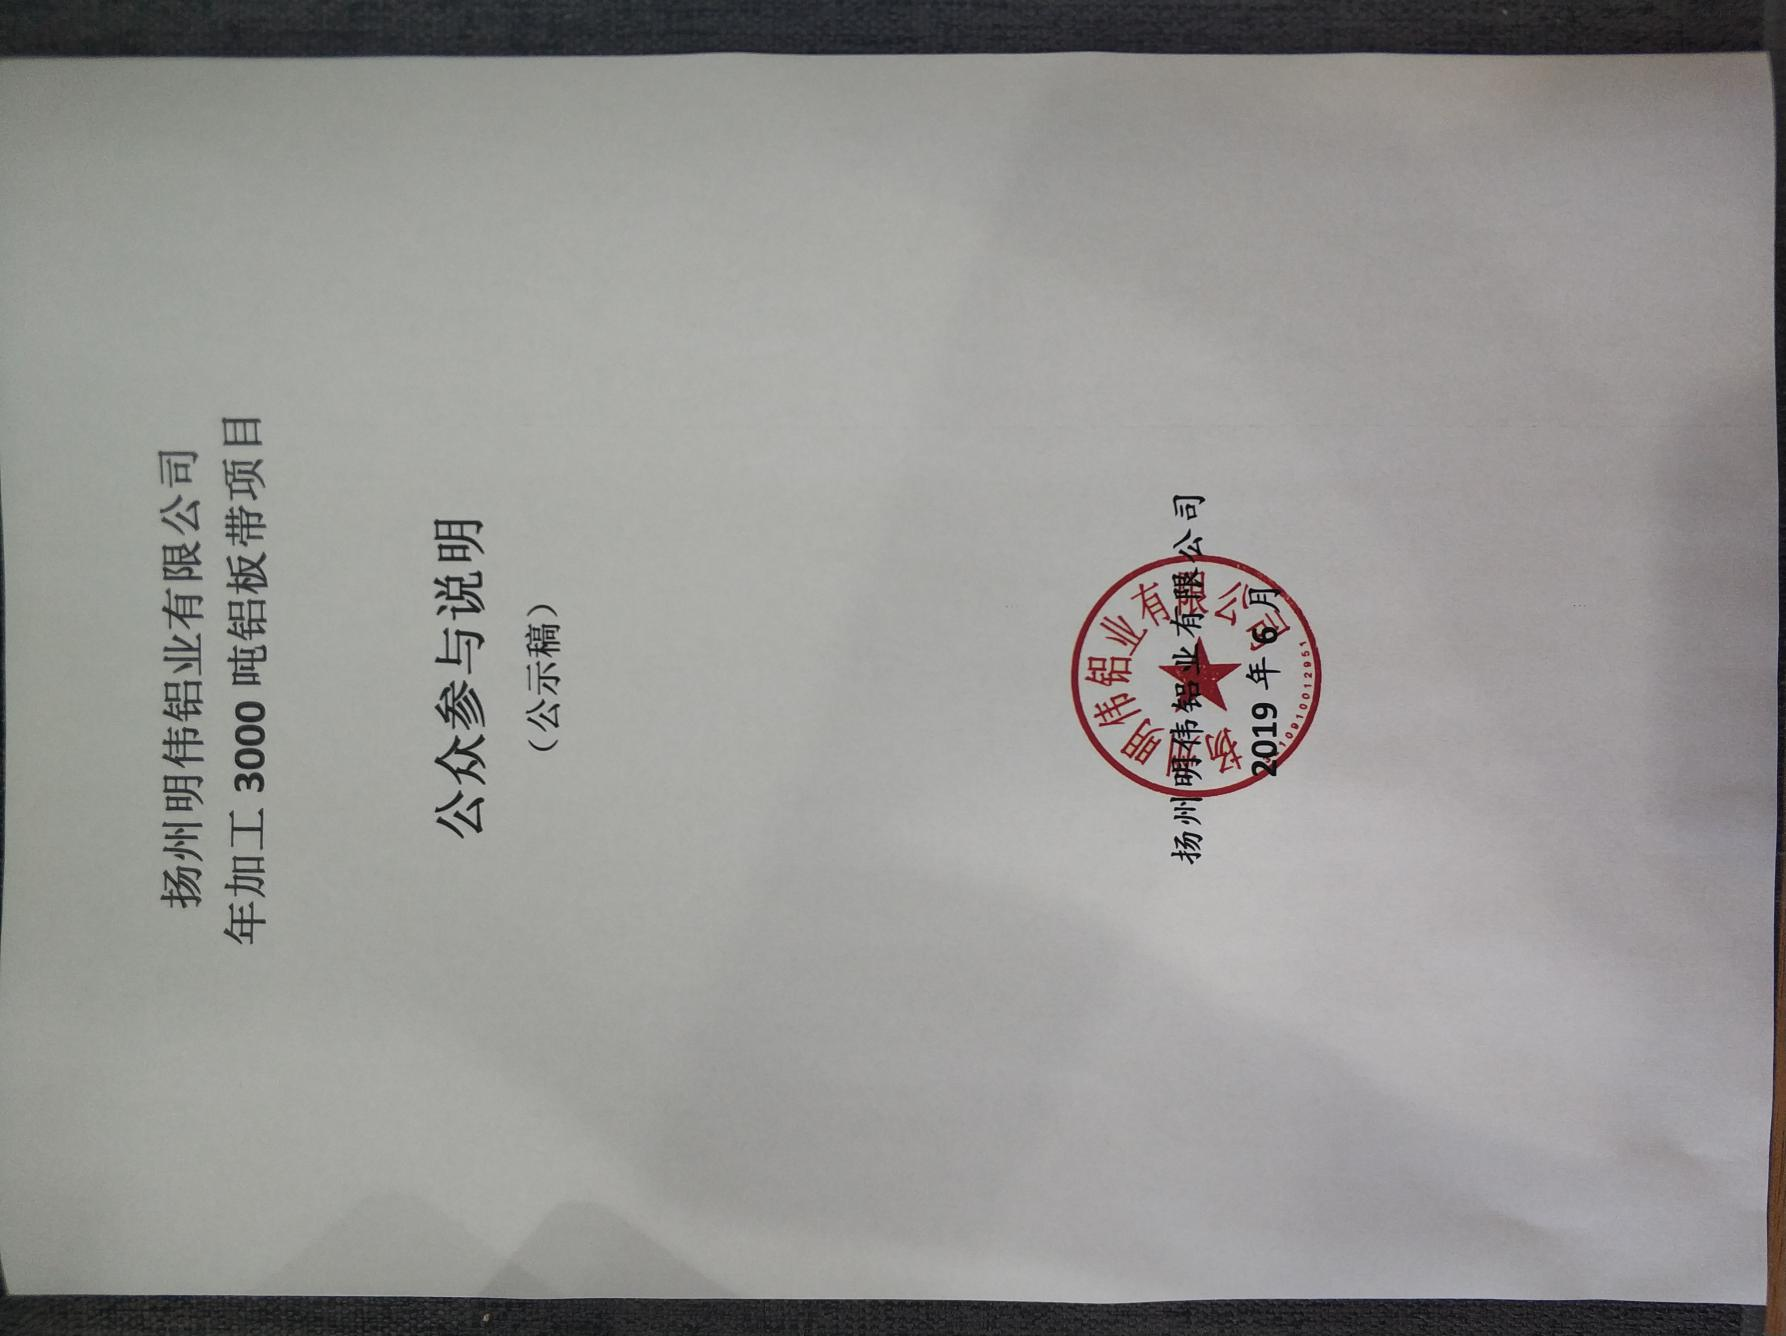 扬州明伟铝业有限公司
年加工 3000 吨铝板带项目
公众参与说明
（公示稿）
扬州明伟铝业有限公司
2019 年 6 月